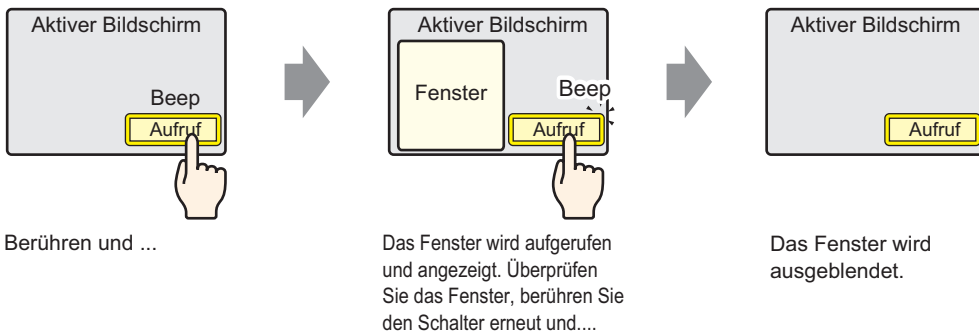 Aktiver Bildschirm
Beep
Aufruf
Berühren und ...
Aktiver Bildschirm
Fenster
Beep
Aufruf
Das Fenster wird aufgerufen
und angezeigt. Überprüfen
Sie das Fenster, berühren Sie
den Schalter erneut und....
Aktiver Bildschirm
Aufruf
Das Fenster wird
ausgeblendet.